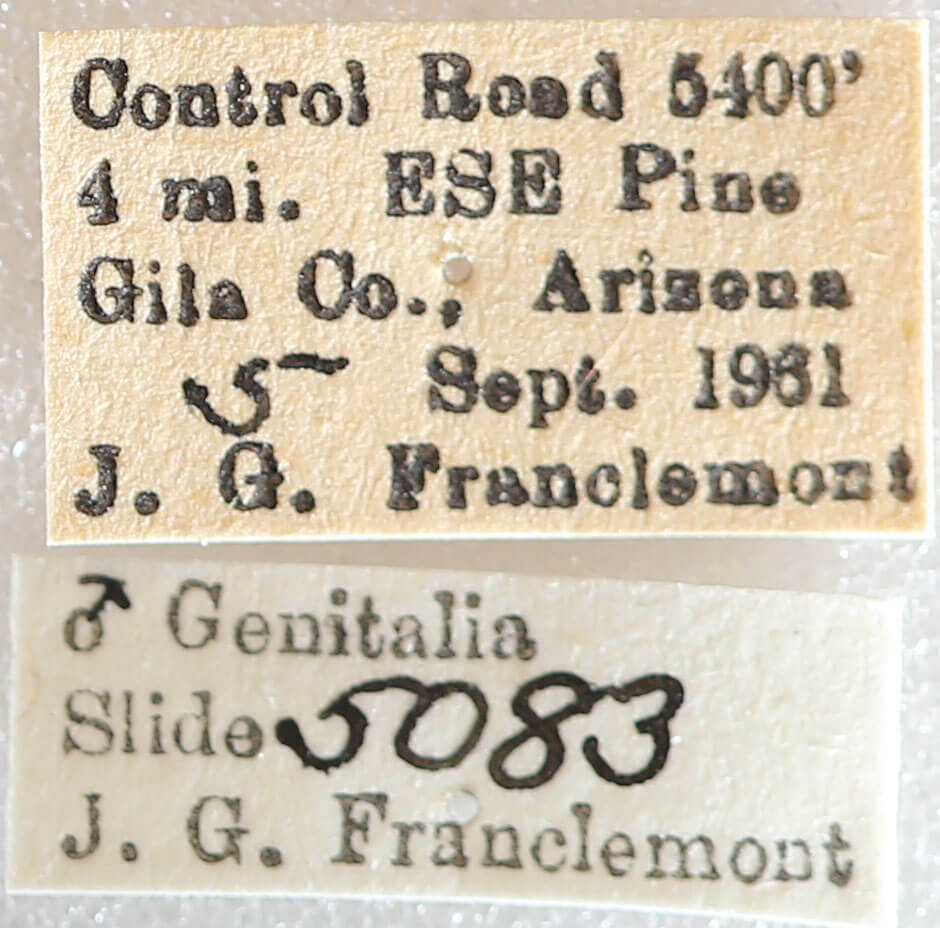 Control Road 5400'
4 mi. ESE Pine
Gila Co., Arizona
5 Sept. 1961
J. G. Franclemont
♂ Genitalia
Slide 5083
J. G. Franclemont